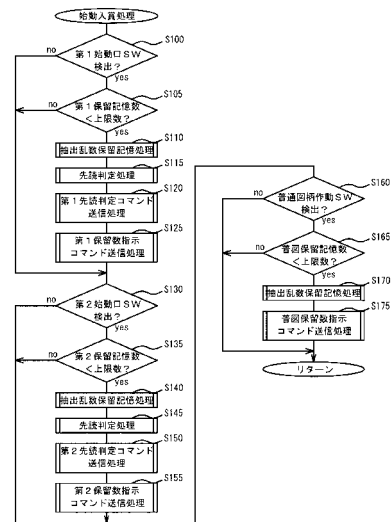 始動入賞処理
S100
第1始動口SW
検出?
no
yes
S105
第1保留記憶数
<上限数?
no
yes
S110
抽出乱数保留記憶処理
S115
先読判定処理
S120
第1先読判定コマンド
送信処理
S125
第1保留数指示
コマンド送信処理
S130
第2始動口SW
検出?
no
yes
S135
第2保留記憶数
<上限数?
no
yes
S140
抽出乱数保留記憶処理
S145
先読判定処理
S150
第2先読判定コマンド
送信処理
S155
第2保留数指示
コマンド送信処理
S160
普通図柄作動SW
検出?
no
yes
S165
普図保留記憶数
<上限数?
no
yes
S170
抽出乱数保留記憶処理
S175
普図保留数指示
コマンド送信処理
リターン